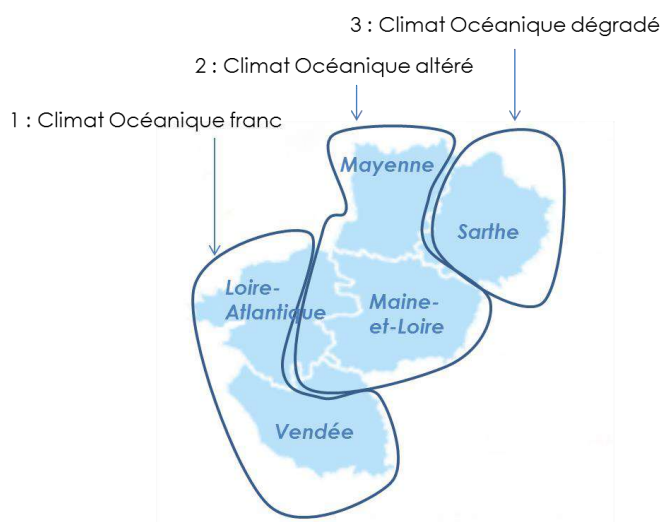 3 : Climat Océanique dégradé
2 : Climat Océanique altéré
1 : Climat Océanique franc
Mayenne
Sarthe
Loire-
Atlantique
Maine-
et-Loire
Vendée